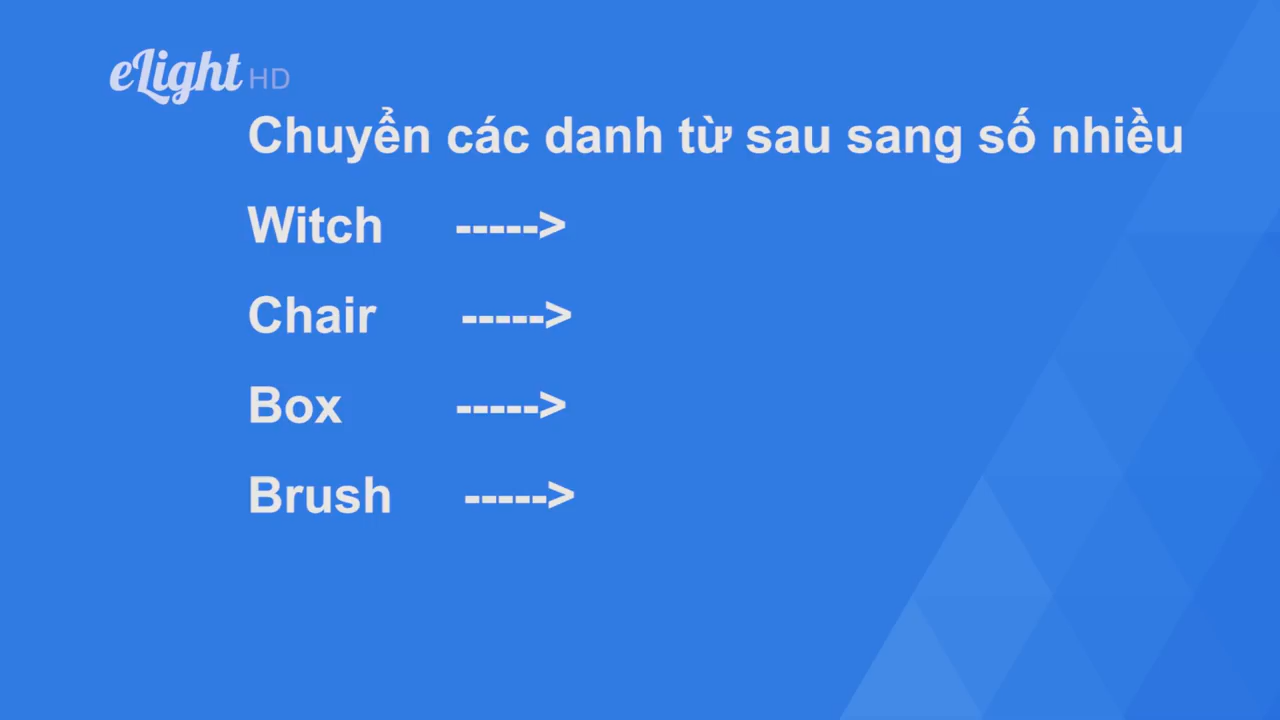 eLight HD
Chuyển các danh từ sau sang số nhiều
Witch ----->
Chair ----->
Box ----->
Brush ----->